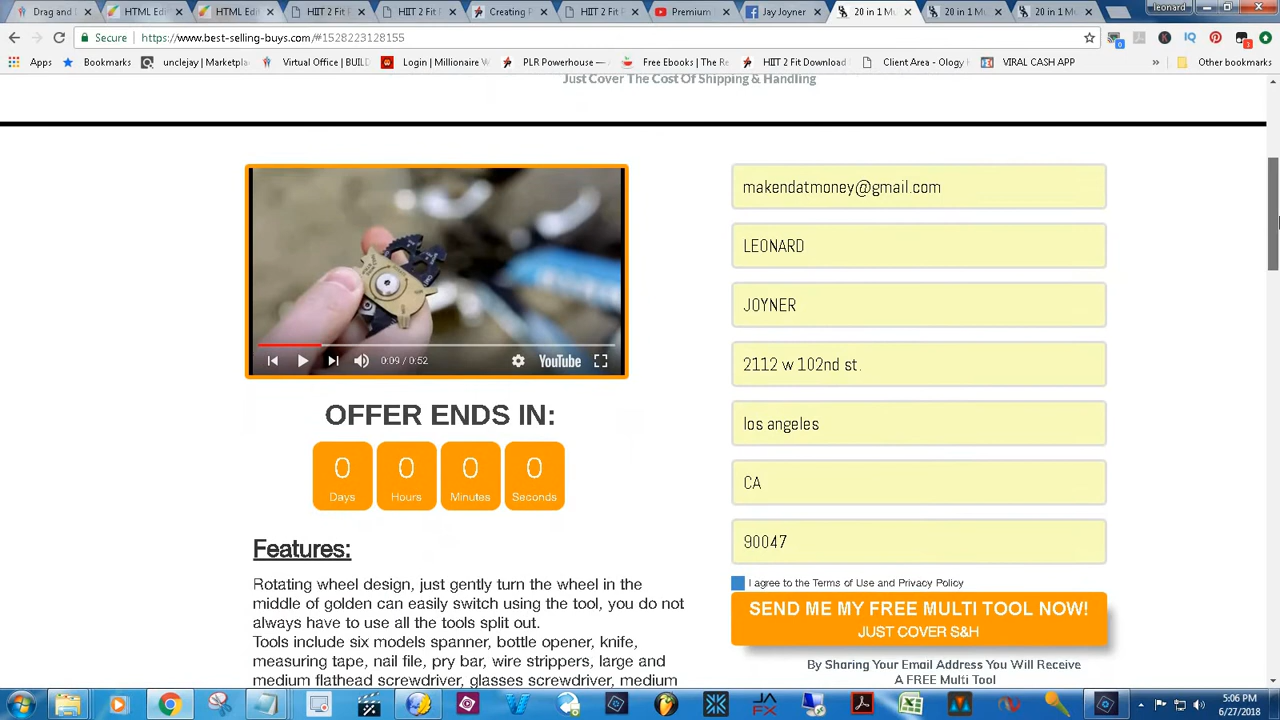 leonard
Drag and
HTML Edi
HTML Edi
HIIT 2 Fit
HIIT 2 Fit
Creating P
HIIT 2 Fit
Premium
Jay Joyner
20 in 1 Mu
20 in 1 Mu
20 in 1 Mu
Secure
https://www.best-selling-buys.com/#1528223128155
Apps
Bookmarks
unclejay | Marketpla
Virtual Office | BUILD
Login | Millionaire
PLR Powerhouse –
Free Ebooks | The Re
HIIT 2 Fit Download
Client Area - Ology
VIRAL CASH APP
»
Other bookmarks
Just Cover The Cost Of Shipping & Handling
0:09 / 0:52
YouTube
OFFER ENDS IN:
0 0 0 0
Days Hours Minutes Seconds
Features:
Rotating wheel design, just gently turn the wheel in the
middle of golden can easily switch using the tool, you do not
always have to use all the tools split out.
Tools include six models spanner, bottle opener, knife,
measuring tape, nail file, pry bar, wire strippers, large and
medium flathead screwdriver, glasses screwdriver, medium
makendatmoney@gmail.com
LEONARD
JOYNER
2112 w 102nd st.
los angeles
CA
90047
I agree to the Terms of Use and Privacy Policy
SEND ME MY FREE MULTI TOOL NOW!
JUST COVER S&H
By Sharing Your Email Address You Will Receive
A FREE Multi Tool
5:06 PM
6/27/2018